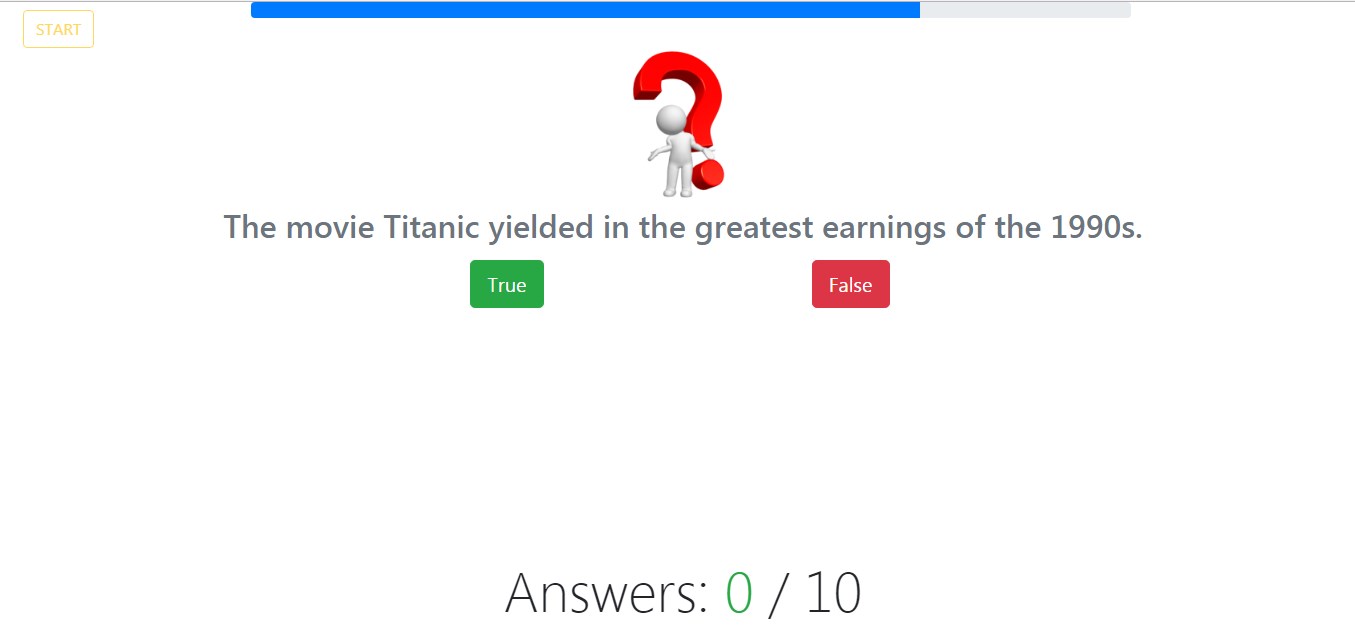 START
The movie Titanic yielded in the greatest earnings of the 1990s.
True False
Answers: 0 / 10